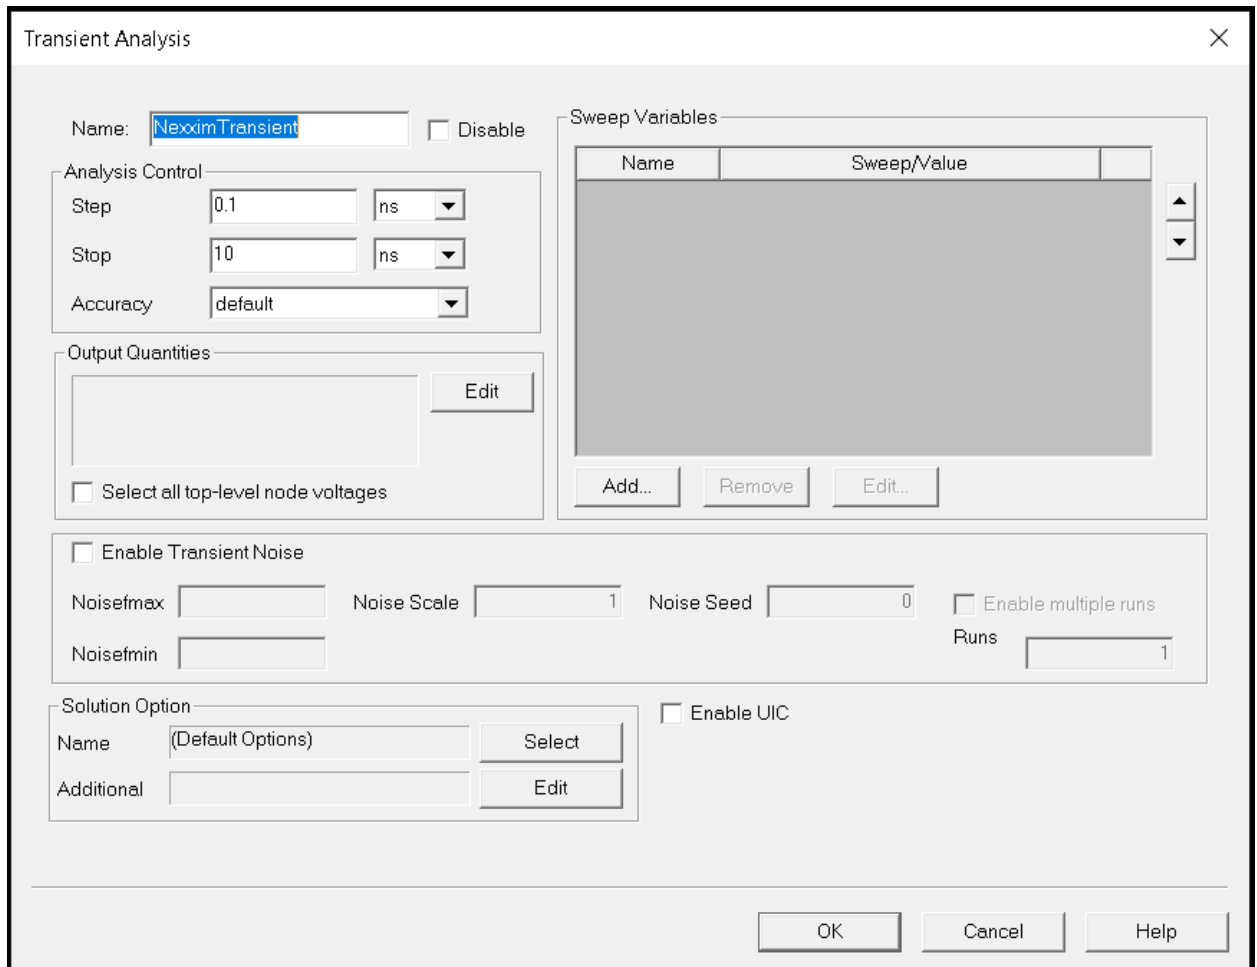 Transient Analysis
Name: NexximTransient Disable
Analysis Control
Step 0.1 ns
Stop 10 ns
Accuracy default
Output Quantities
Edit
Select all top-level node voltages
Sweep Variables
Name Sweep/Value
Add... Remove Edit...
Enable Transient Noise
Noisefmax Noise Scale 1 Noise Seed 0 Enable multiple runs
Noisefmin Runs 1
Solution Option
Name (Default Options) Select
Additional Edit
Enable UIC
OK Cancel Help